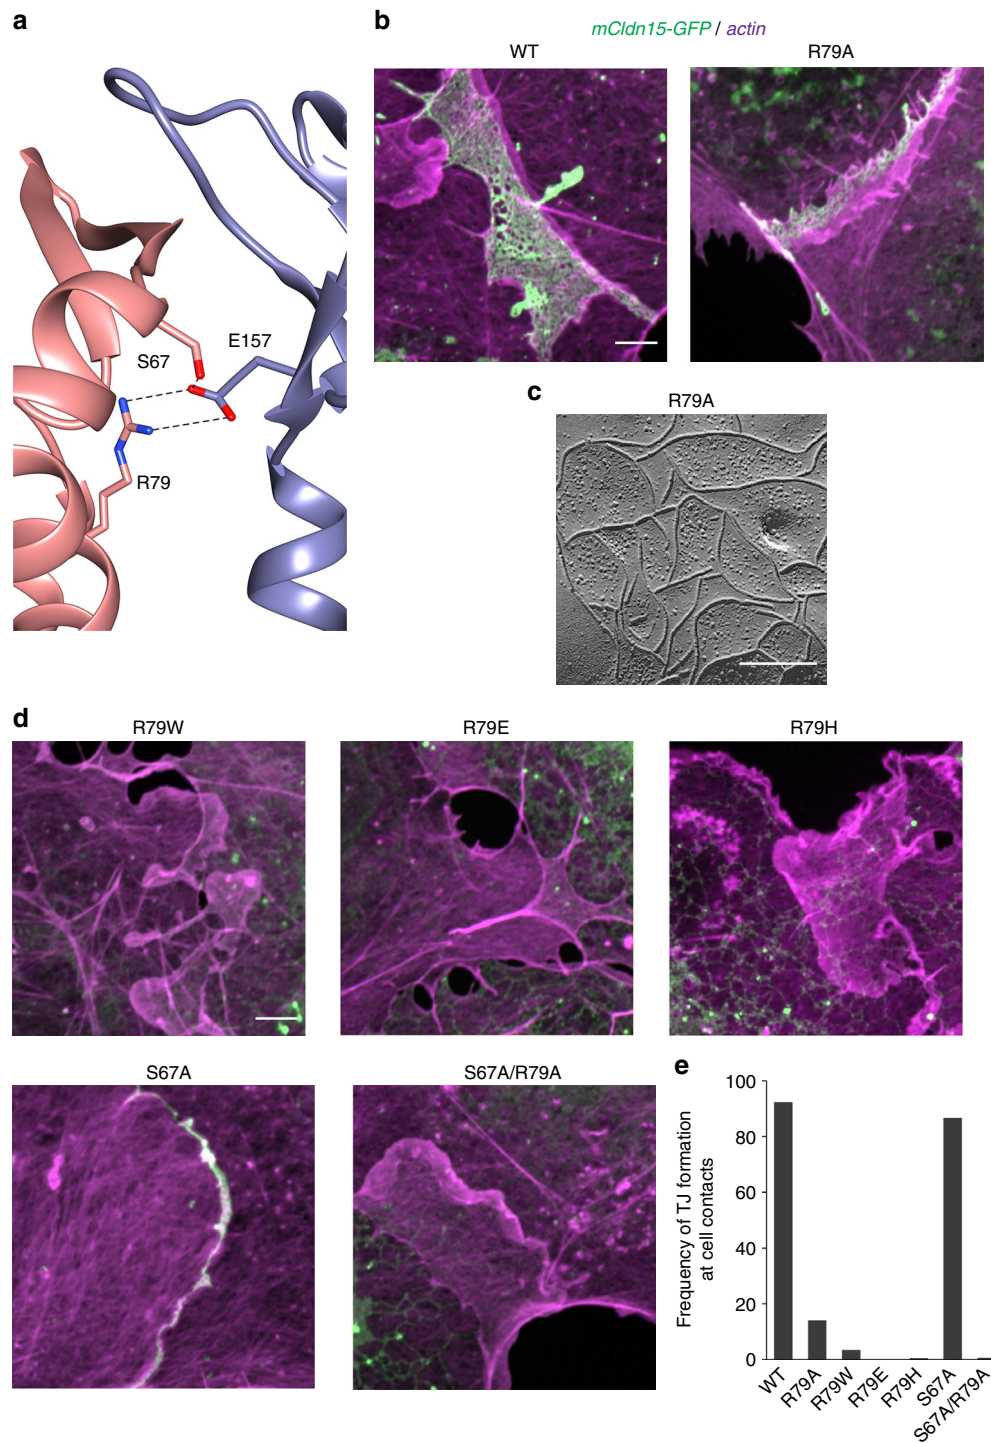 a
S67
E157
R79
b
mCldn15-GFP / actin
WT
R79A
c
R79A
d
R79W
R79E
R79H
S67A
S67A/R79A
e
Frequency of TJ formation
at cell contacts
100
80
60
40
20
0
WT
R79A
R79W
R79E
R79H
S67A
S67A/R79A